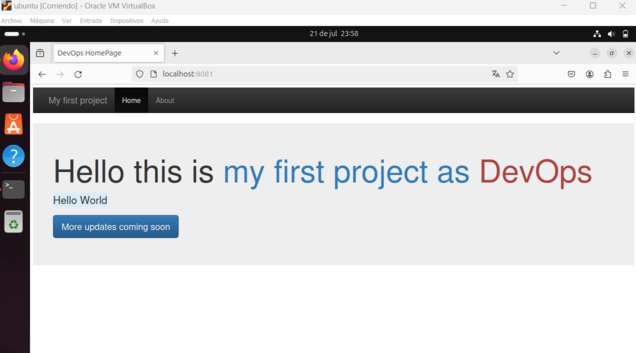 ubuntu [Corriendo] - Oracle VM VirtualBox
Archivo Máquina Ver Entrada Dispositivos Ayuda
21 de jul 23:58
DevOps HomePage
localhost:8081
My first project Home About
Hello this is my first project as DevOps
Hello World
More updates coming soon